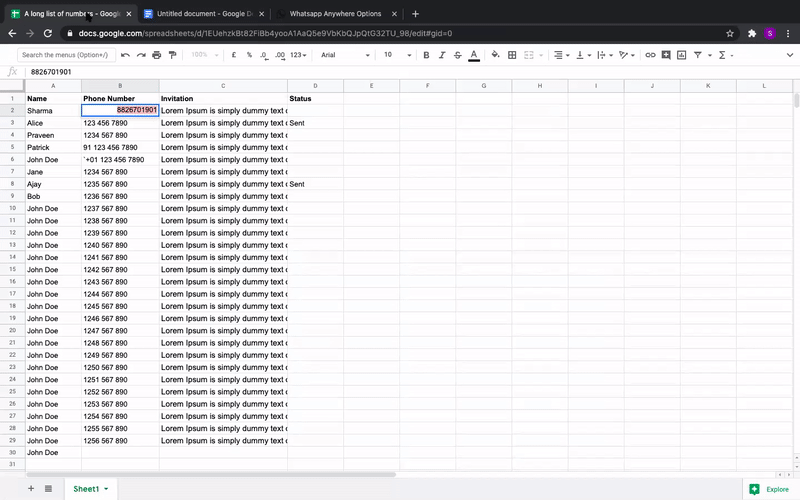 A long list of numbers - Googl
Untitled document - Google D
Whatsapp Anywhere Options
docs.google.com/spreadsheets/d/1EUehzkBt82FiBb4yooA1AaQ5e9VbKbQJpQtG32TU_98/edit#gid=0
Search the menus (Option+/) 100% £ % .0 .00 123 Arial 10 B I S A
fx 8826701901
A B C D E F G H I J K L
1 Name Phone Number Invitation Status
2 Sharma 8826701901 Lorem Ipsum is simply dummy text o
3 Alice 123 456 7890 Lorem Ipsum is simply dummy text o Sent
4 Praveen 1234 567 890 Lorem Ipsum is simply dummy text o
5 Patrick 91 123 456 7890 Lorem Ipsum is simply dummy text o
6 John Doe `+01 123 456 7890 Lorem Ipsum is simply dummy text o
7 Jane 1234 567 890 Lorem Ipsum is simply dummy text o
8 Ajay 1235 567 890 Lorem Ipsum is simply dummy text o Sent
9 Bob 1236 567 890 Lorem Ipsum is simply dummy text o
10 John Doe 1237 567 890 Lorem Ipsum is simply dummy text o
11 John Doe 1238 567 890 Lorem Ipsum is simply dummy text o
12 John Doe 1239 567 890 Lorem Ipsum is simply dummy text o
13 John Doe 1240 567 890 Lorem Ipsum is simply dummy text o
14 John Doe 1241 567 890 Lorem Ipsum is simply dummy text o
15 John Doe 1242 567 890 Lorem Ipsum is simply dummy text o
16 John Doe 1243 567 890 Lorem Ipsum is simply dummy text o
17 John Doe 1244 567 890 Lorem Ipsum is simply dummy text o
18 John Doe 1245 567 890 Lorem Ipsum is simply dummy text o
19 John Doe 1246 567 890 Lorem Ipsum is simply dummy text o
20 John Doe 1247 567 890 Lorem Ipsum is simply dummy text o
21 John Doe 1248 567 890 Lorem Ipsum is simply dummy text o
22 John Doe 1249 567 890 Lorem Ipsum is simply dummy text o
23 John Doe 1250 567 890 Lorem Ipsum is simply dummy text o
24 John Doe 1251 567 890 Lorem Ipsum is simply dummy text o
25 John Doe 1252 567 890 Lorem Ipsum is simply dummy text o
26 John Doe 1253 567 890 Lorem Ipsum is simply dummy text o
27 John Doe 1254 567 890 Lorem Ipsum is simply dummy text o
28 John Doe 1255 567 890 Lorem Ipsum is simply dummy text o
29 John Doe 1256 567 890 Lorem Ipsum is simply dummy text o
30 John Doe
31
Sheet1 Explore